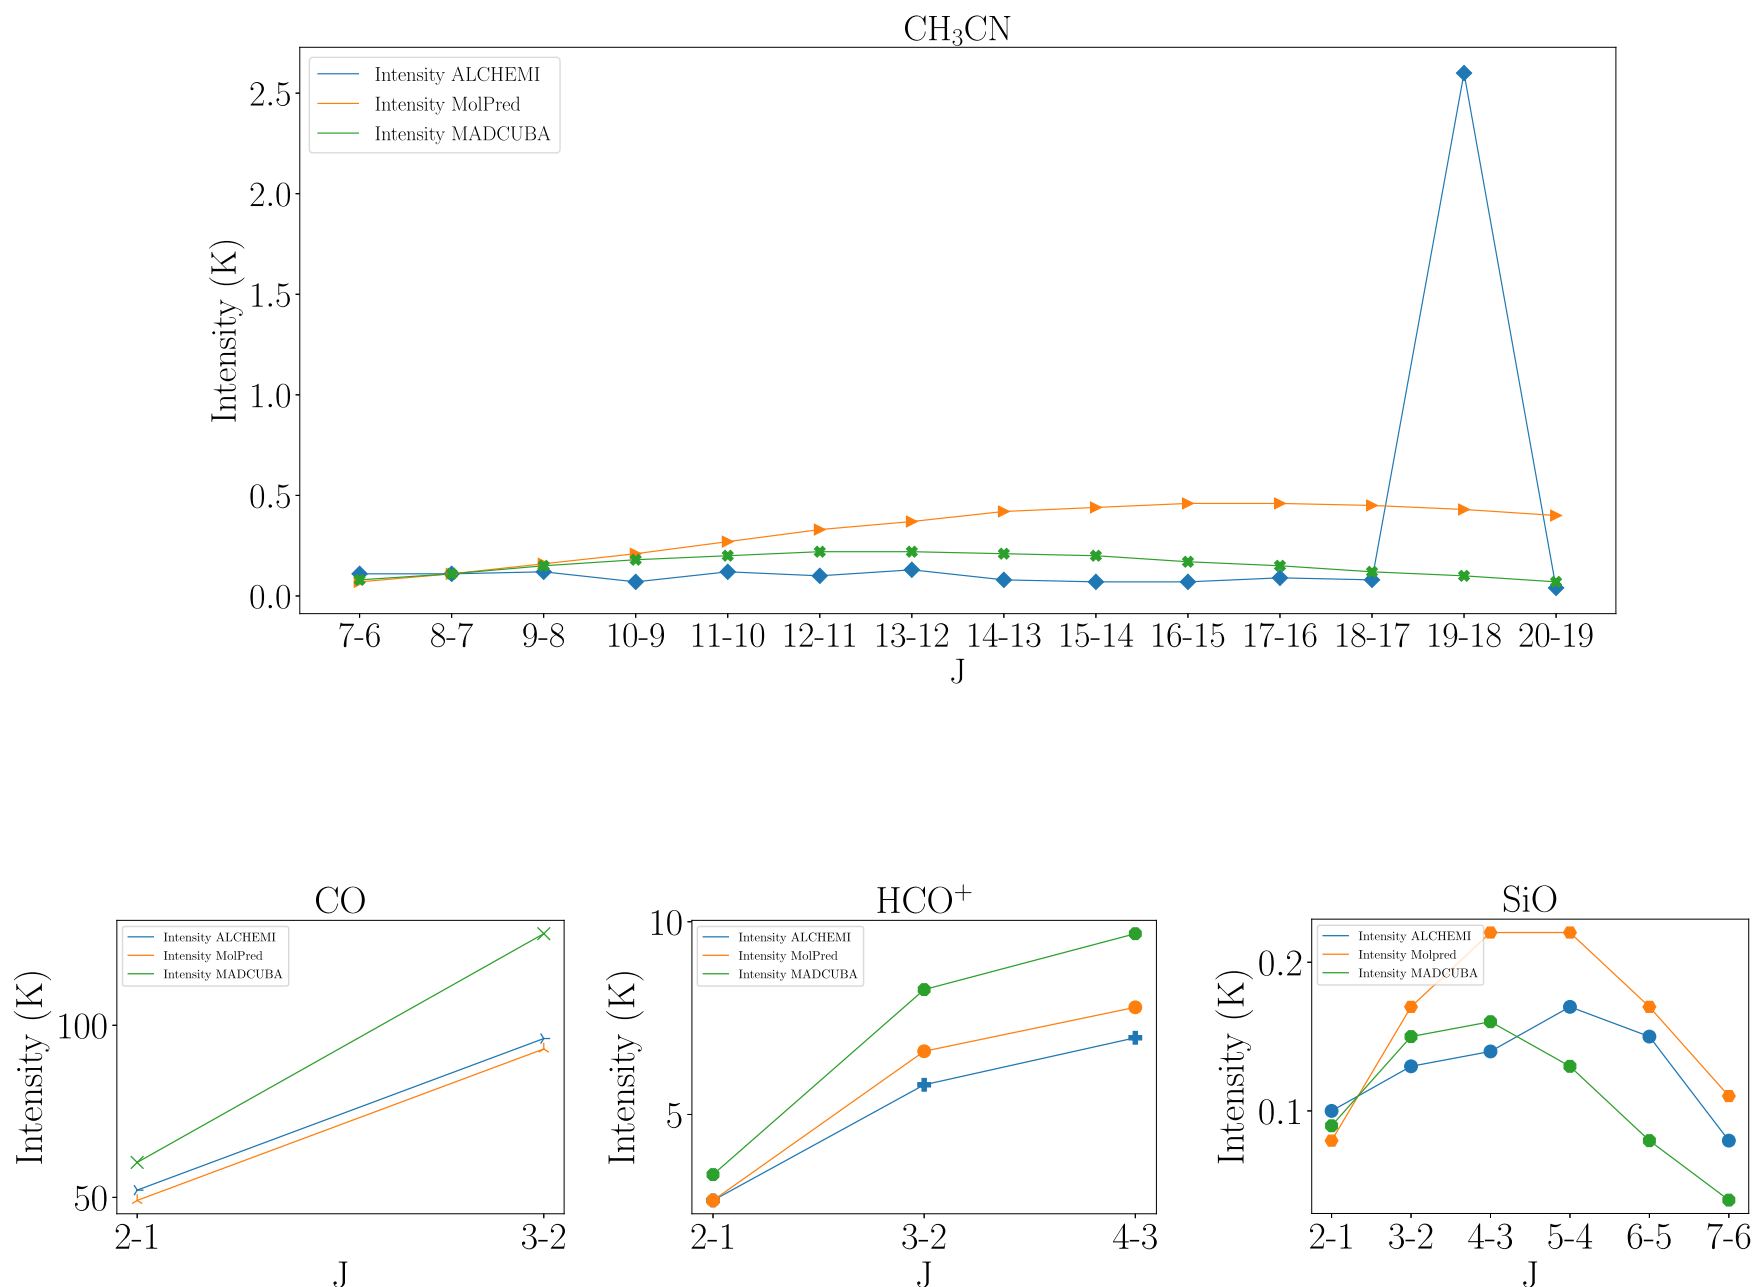 CH₃CN
Intensity ALCHEMI
Intensity MolPred
Intensity MADCUBA
Intensity (K)
2.5
2.0
1.5
1.0
0.5
0.0
7-6 8-7 9-8 10-9 11-10 12-11 13-12 14-13 15-14 16-15 17-16 18-17 19-18 20-19
J
CO
Intensity ALCHEMI
Intensity MolPred
Intensity MADCUBA
Intensity (K)
100
50
2-1 3-2
J
HCO⁺
Intensity ALCHEMI
Intensity MolPred
Intensity MADCUBA
Intensity (K)
10
5
2-1 3-2 4-3
J
SiO
Intensity ALCHEMI
Intensity Molpred
Intensity MADCUBA
Intensity (K)
0.2
0.1
2-1 3-2 4-3 5-4 6-5 7-6
J